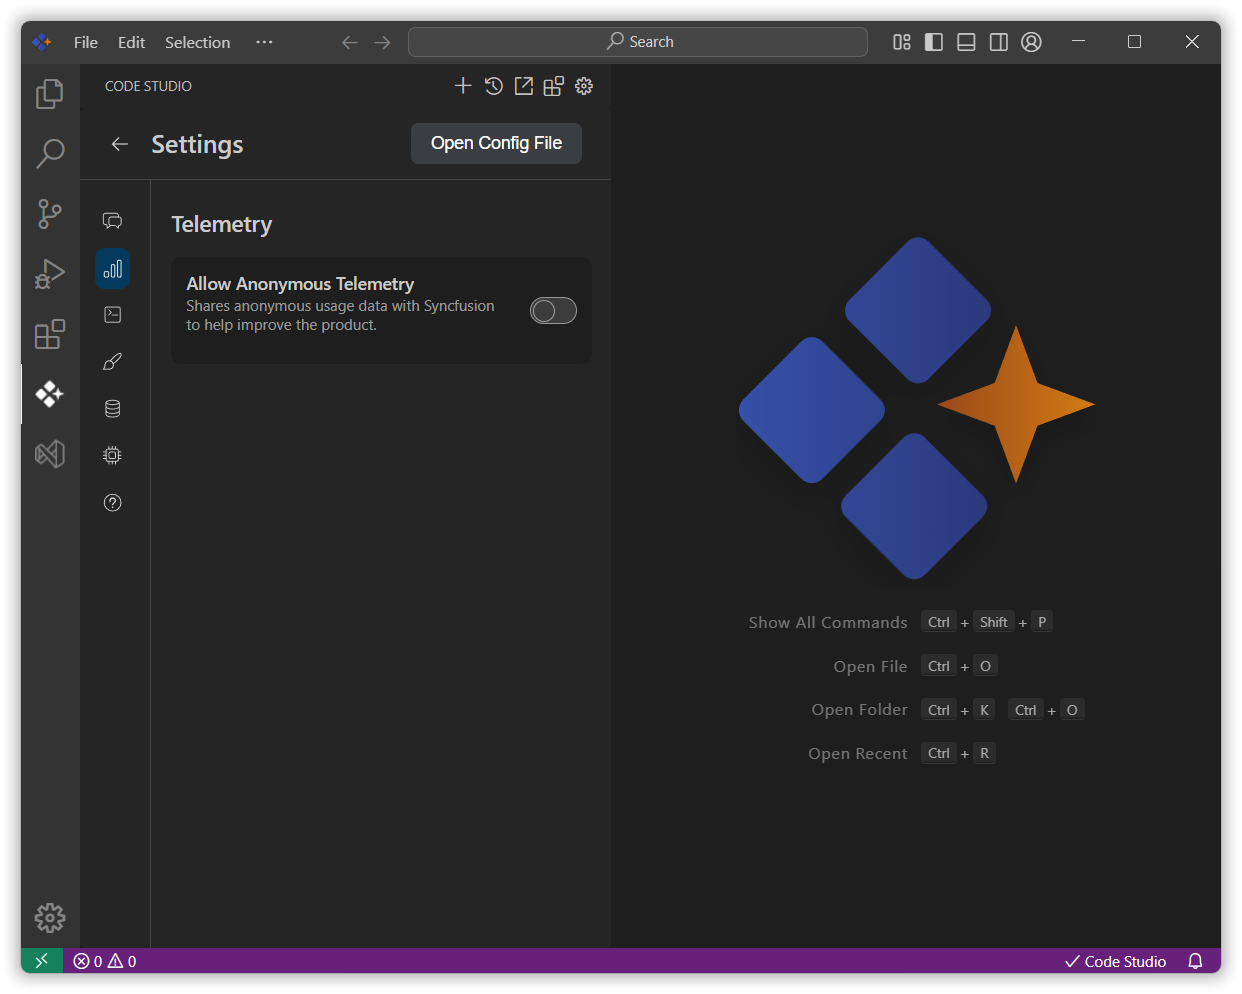 File Edit Selection ··· Search
CODE STUDIO
Settings
Open Config File
Telemetry
Allow Anonymous Telemetry
Shares anonymous usage data with Syncfusion
to help improve the product.
Show All Commands Ctrl + Shift + P
Open File Ctrl + O
Open Folder Ctrl + K Ctrl + O
Open Recent Ctrl + R
0 0 Code Studio